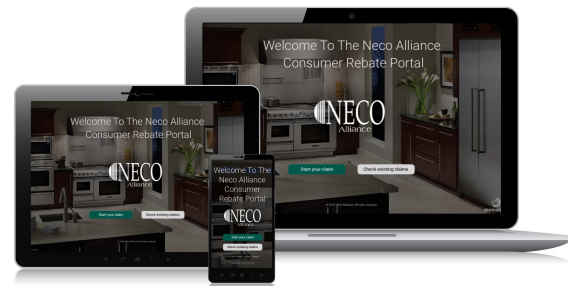 Welcome To The Neco Alliance
Consumer Rebate Portal
NECO
Alliance
Start your claim
Check existing claims
Welcome To The Neco Alliance
Consumer Rebate Portal
NECO
Alliance
Start your claim
Check existing claims
Welcome To The
Neco Alliance
Consumer
Rebate Portal
NECO
Alliance
Start your claim
Check existing claims